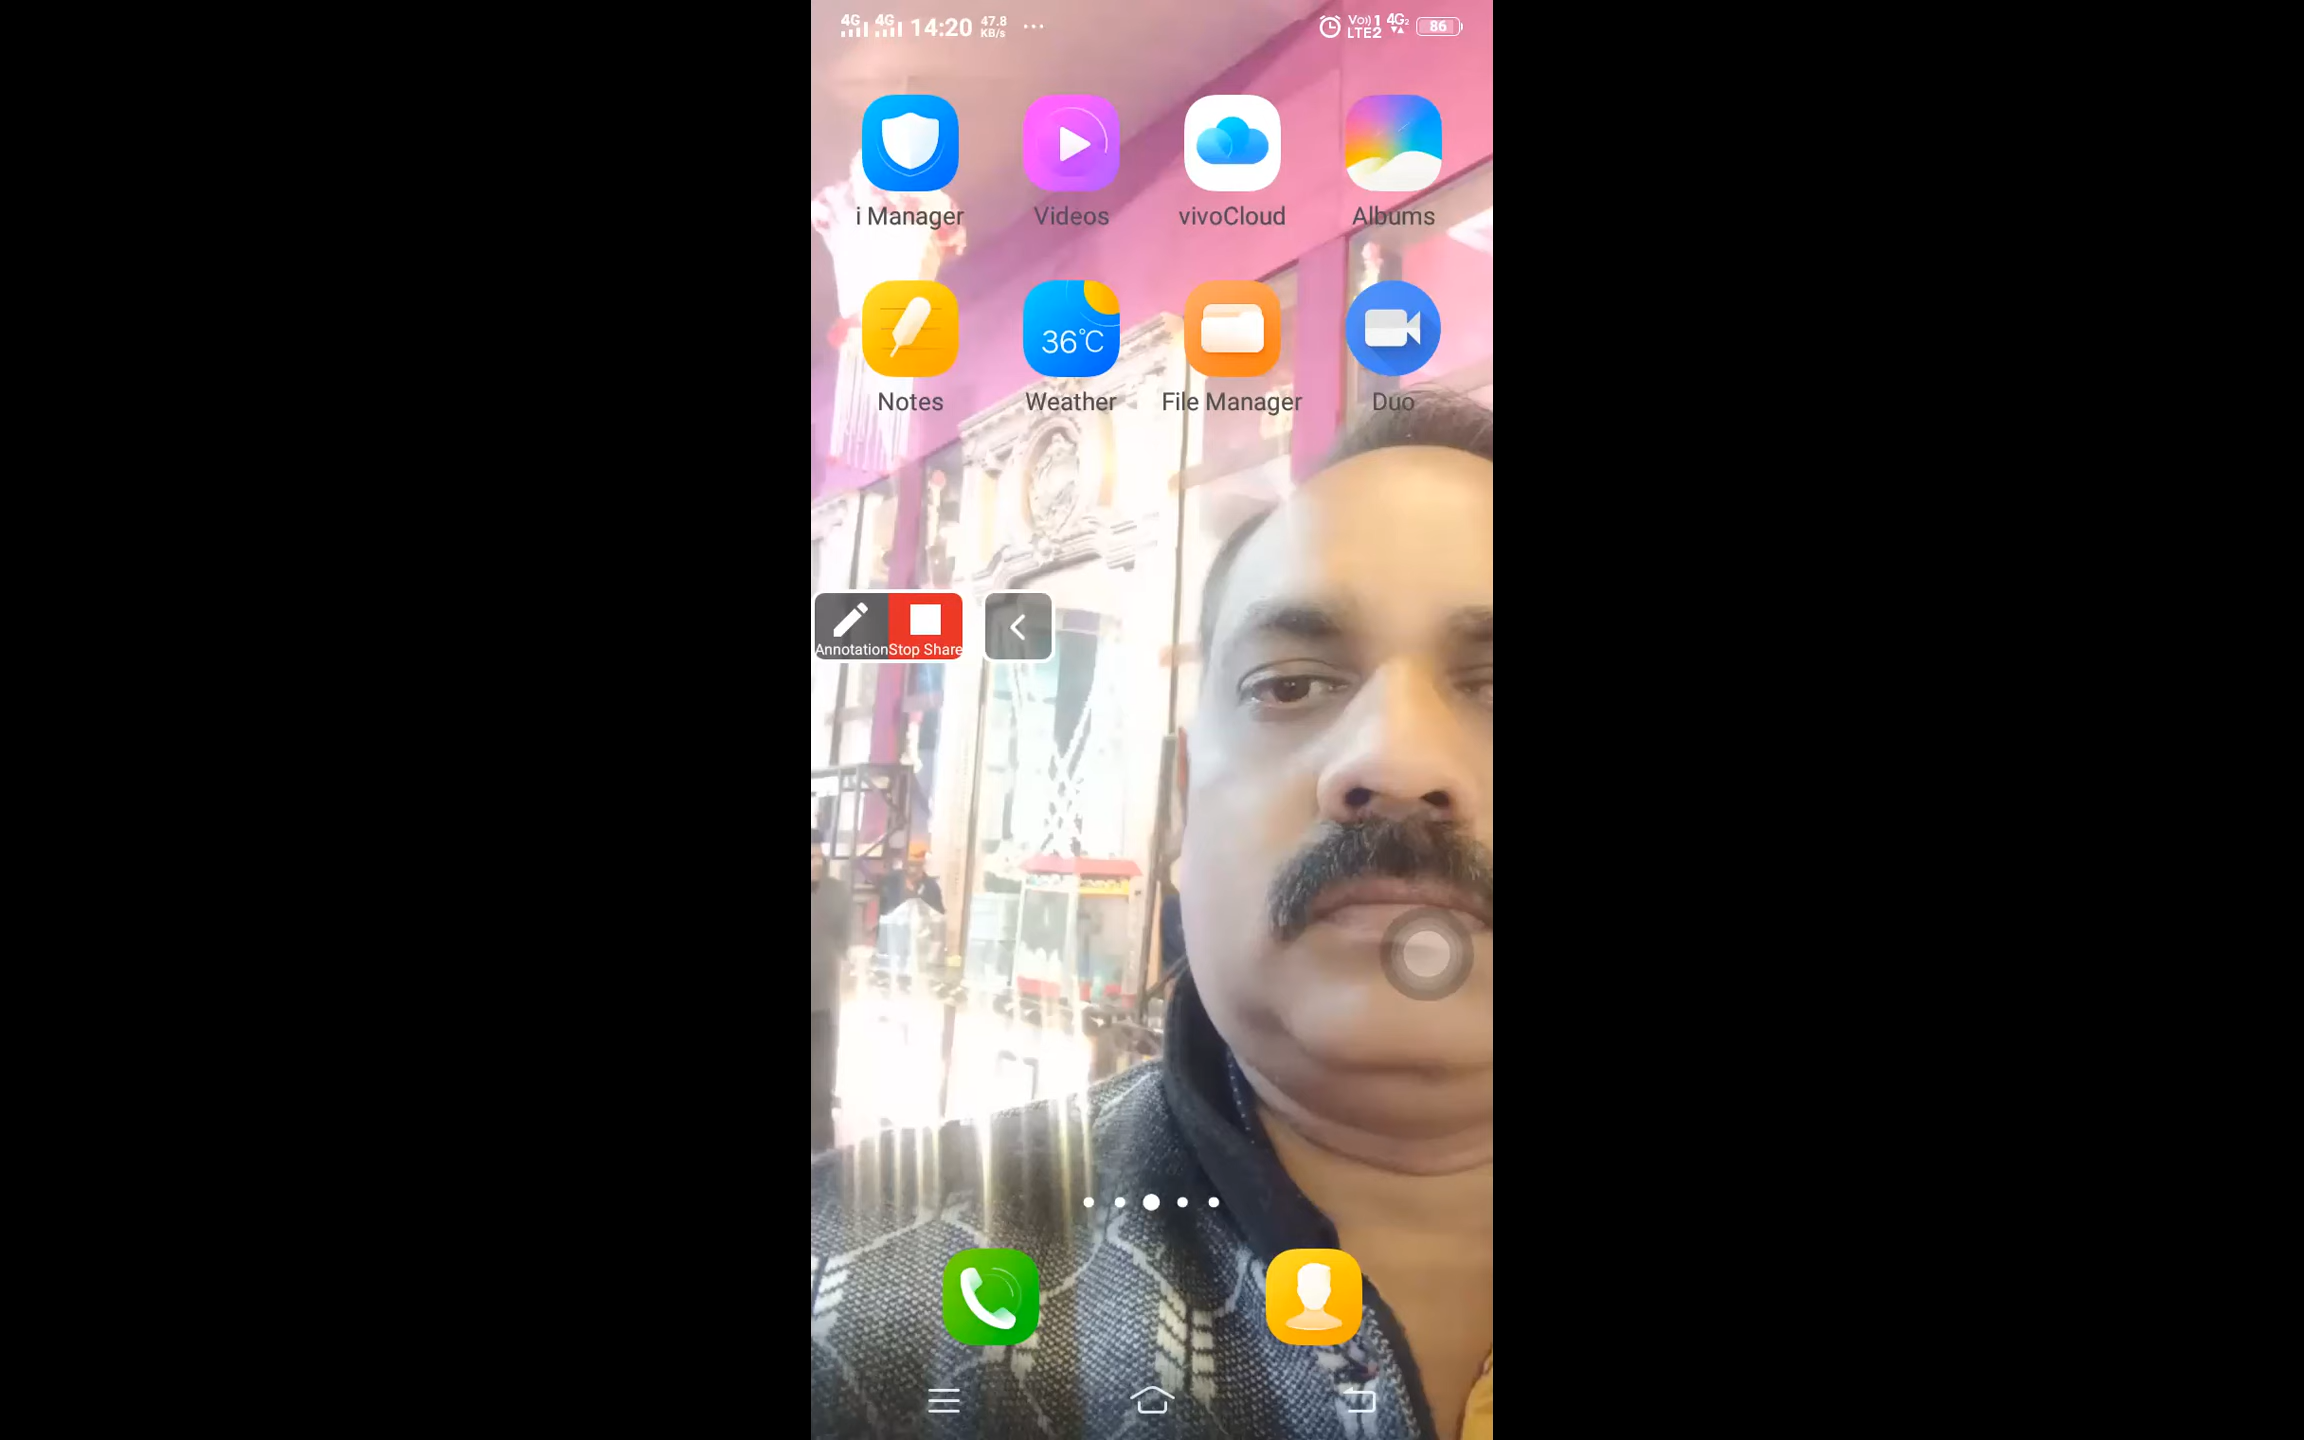 4G 4G 14:20 47.8 KB/s ... Vo)) 1 LTE2 4G2 86
i Manager Videos vivoCloud Albums
36°C
Notes Weather File Manager Duo
Annotation Stop Share